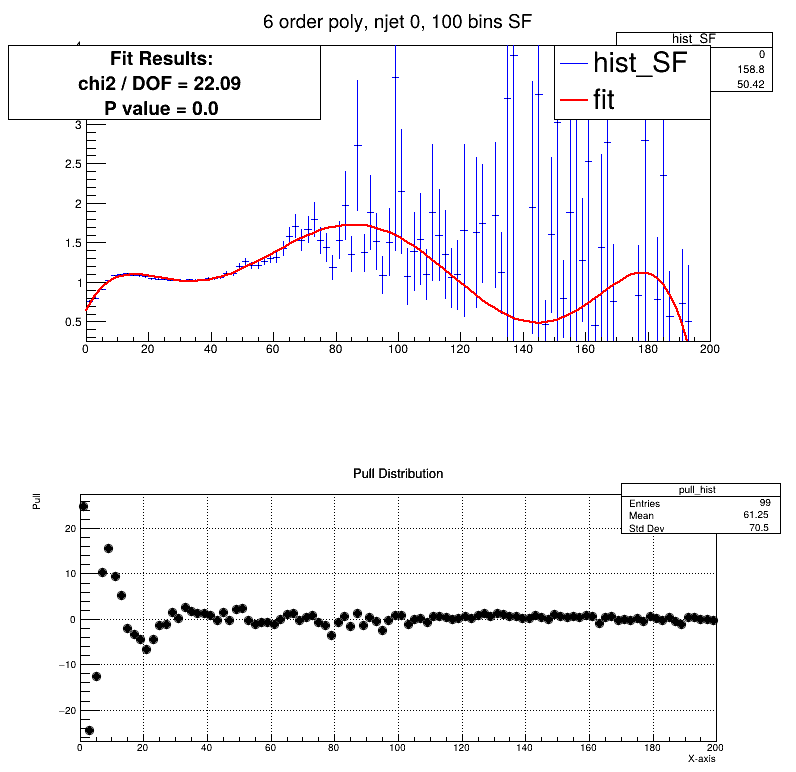 6 order poly, njet 0, 100 bins SF
hist_SF
0
158.8
50.42
Fit Results:
chi2 / DOF = 22.09
P value = 0.0
hist_SF
fit
3
2.5
2
1.5
1
0.5
0 20 40 60 80 100 120 140 160 180 200
Pull Distribution
pull_hist
Entries 99
Mean 61.25
Std Dev 70.5
Pull
20
10
0
−10
−20
0 20 40 60 80 100 120 140 160 180 200
X-axis